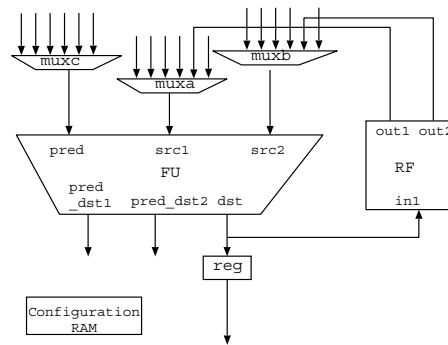 muxc
muxa
muxb
out1 out2
pred
src1
src2
FU
RF
pred
_dst1
pred_dst2
dst
in1
reg
Configuration
RAM